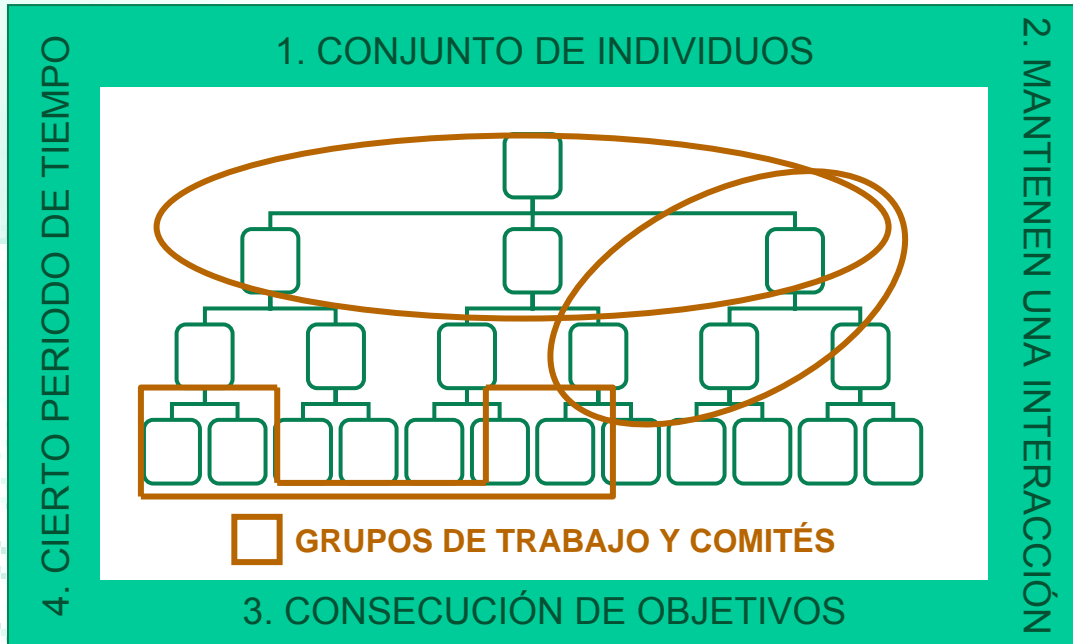 1. CONJUNTO DE INDIVIDUOS
2. MANTIENEN UNA INTERACCIÓN
3. CONSECUCIÓN DE OBJETIVOS
4. CIERTO PERIODO DE TIEMPO
GRUPOS DE TRABAJO Y COMITÉS